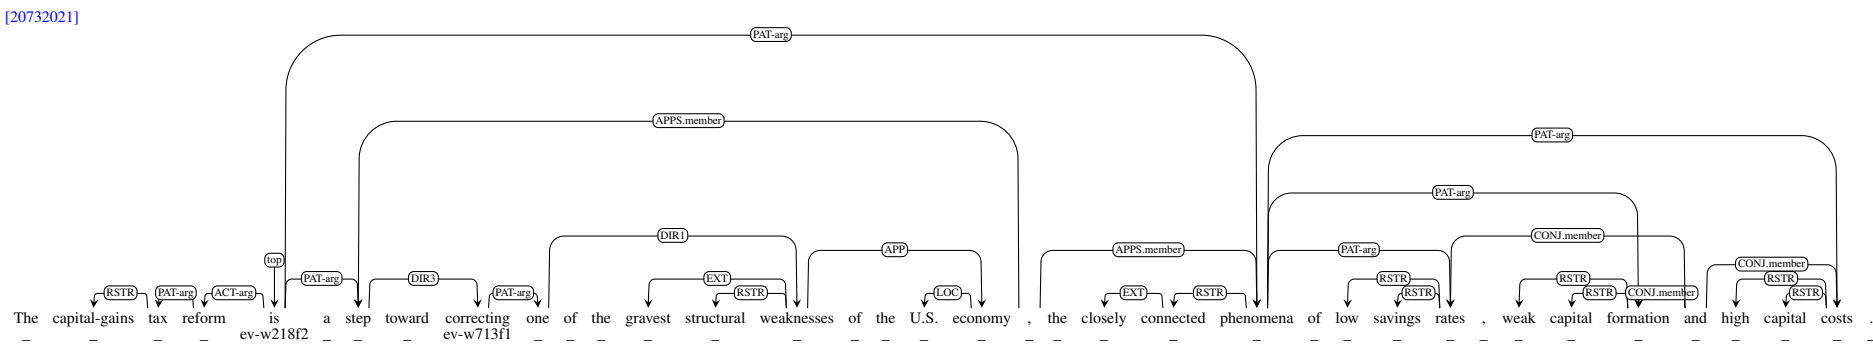 [20732021]
PAT-arg
APPS.member
PAT-arg
PAT-arg
DIR1 CONJ.member
APP APPS.member PAT-arg
top CONJ.member
PAT-arg DIR3 EXT RSTR RSTR RSTR
RSTR PAT-arg ACT-arg PAT-arg RSTR LOC EXT RSTR RSTR RSTR CONJ.member RSTR
The capital-gains tax reform is a step toward correcting one of the gravest structural weaknesses of the U.S. economy , the closely connected phenomena of low savings rates , weak capital formation and high capital costs .
ev-w218f2 ev-w713f1
_ _ _ _ _ _ _ _ _ _ _ _ _ _ _ _ _ _ _ _ _ _ _ _ _ _ _ _ _ _ _ _ _ _ _